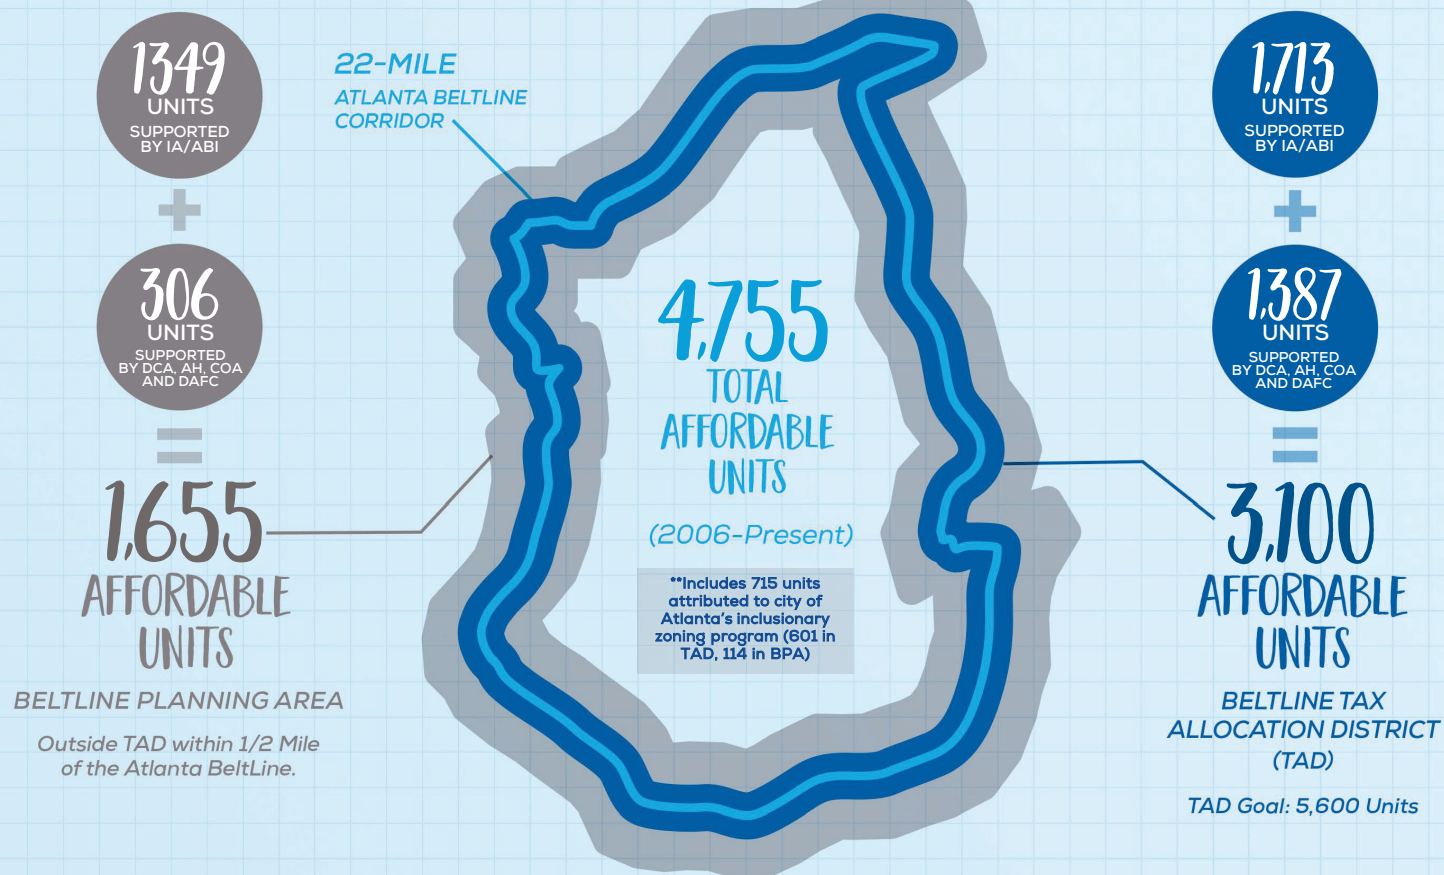 1349
UNITS
SUPPORTED
BY IA/ABI
+
306
UNITS
SUPPORTED
BY DCA, AH, COA
AND DAFC
=
1,655
AFFORDABLE
UNITS
BELTLINE PLANNING AREA
Outside TAD within 1/2 Mile
of the Atlanta BeltLine.
22-MILE
ATLANTA BELTLINE
CORRIDOR
4,755
TOTAL
AFFORDABLE
UNITS
(2006-Present)
**Includes 715 units
attributed to city of
Atlanta's inclusionary
zoning program (601 in
TAD, 114 in BPA)
1,713
UNITS
SUPPORTED
BY IA/ABI
+
1,387
UNITS
SUPPORTED
BY DCA, AH, COA
AND DAFC
=
3,100
AFFORDABLE
UNITS
BELTLINE TAX
ALLOCATION DISTRICT
(TAD)
TAD Goal: 5,600 Units